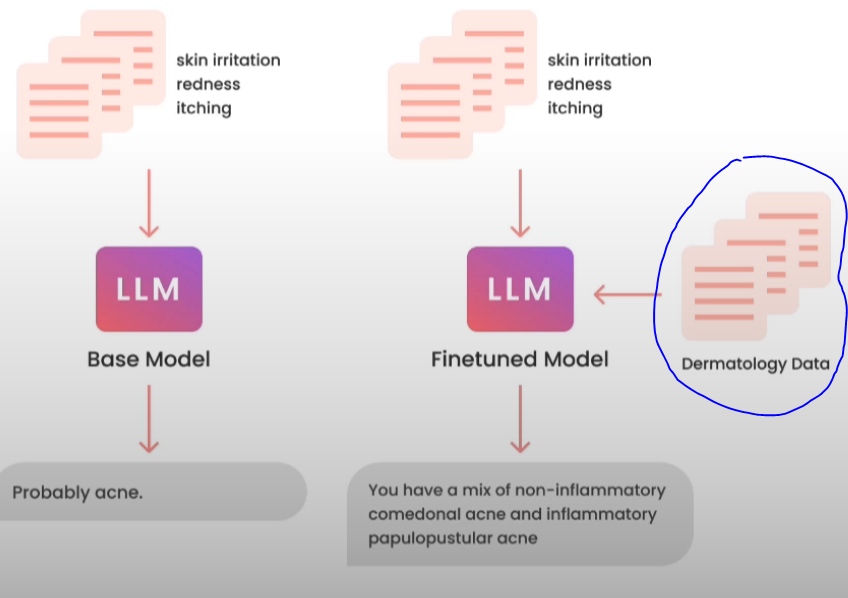 skin irritation
redness
itching
LLM
Base Model
Probably acne.
skin irritation
redness
itching
LLM
Finetuned Model
Dermatology Data
You have a mix of non-inflammatory
comedonal acne and inflammatory
papulopustular acne